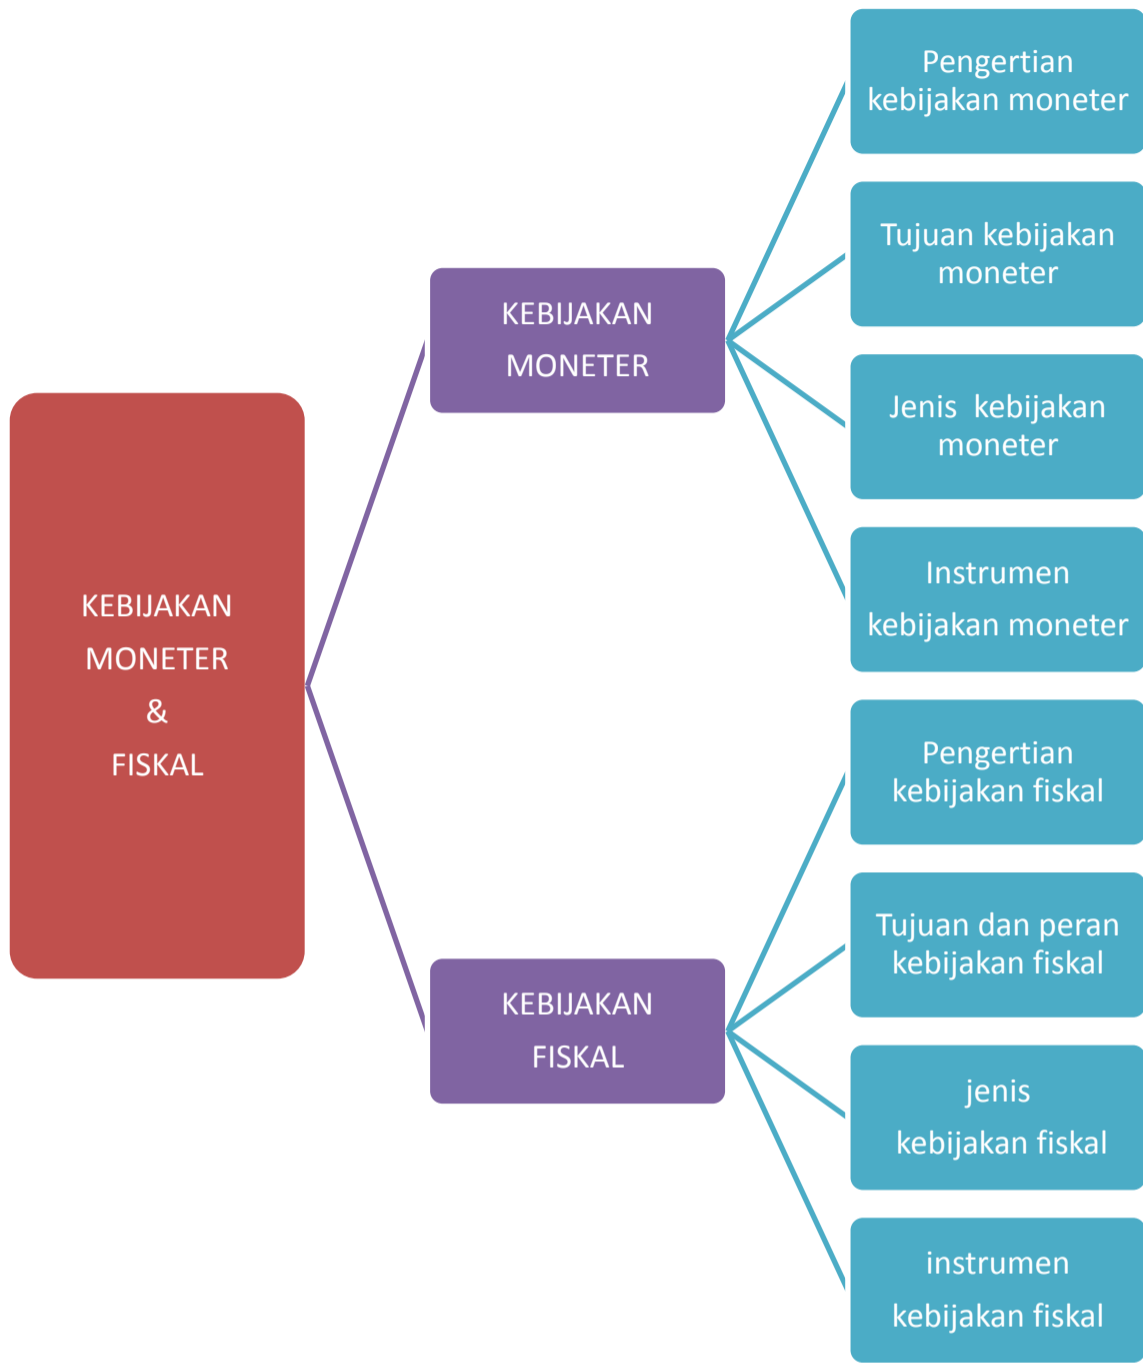 KEBIJAKAN
MONETER
&
FISKAL
KEBIJAKAN
MONETER
Pengertian
kebijakan moneter
Tujuan kebijakan
moneter
Jenis  kebijakan
moneter
Instrumen
kebijakan moneter
KEBIJAKAN
FISKAL
Pengertian
kebijakan fiskal
Tujuan dan peran
kebijakan fiskal
jenis
kebijakan fiskal
instrumen
kebijakan fiskal